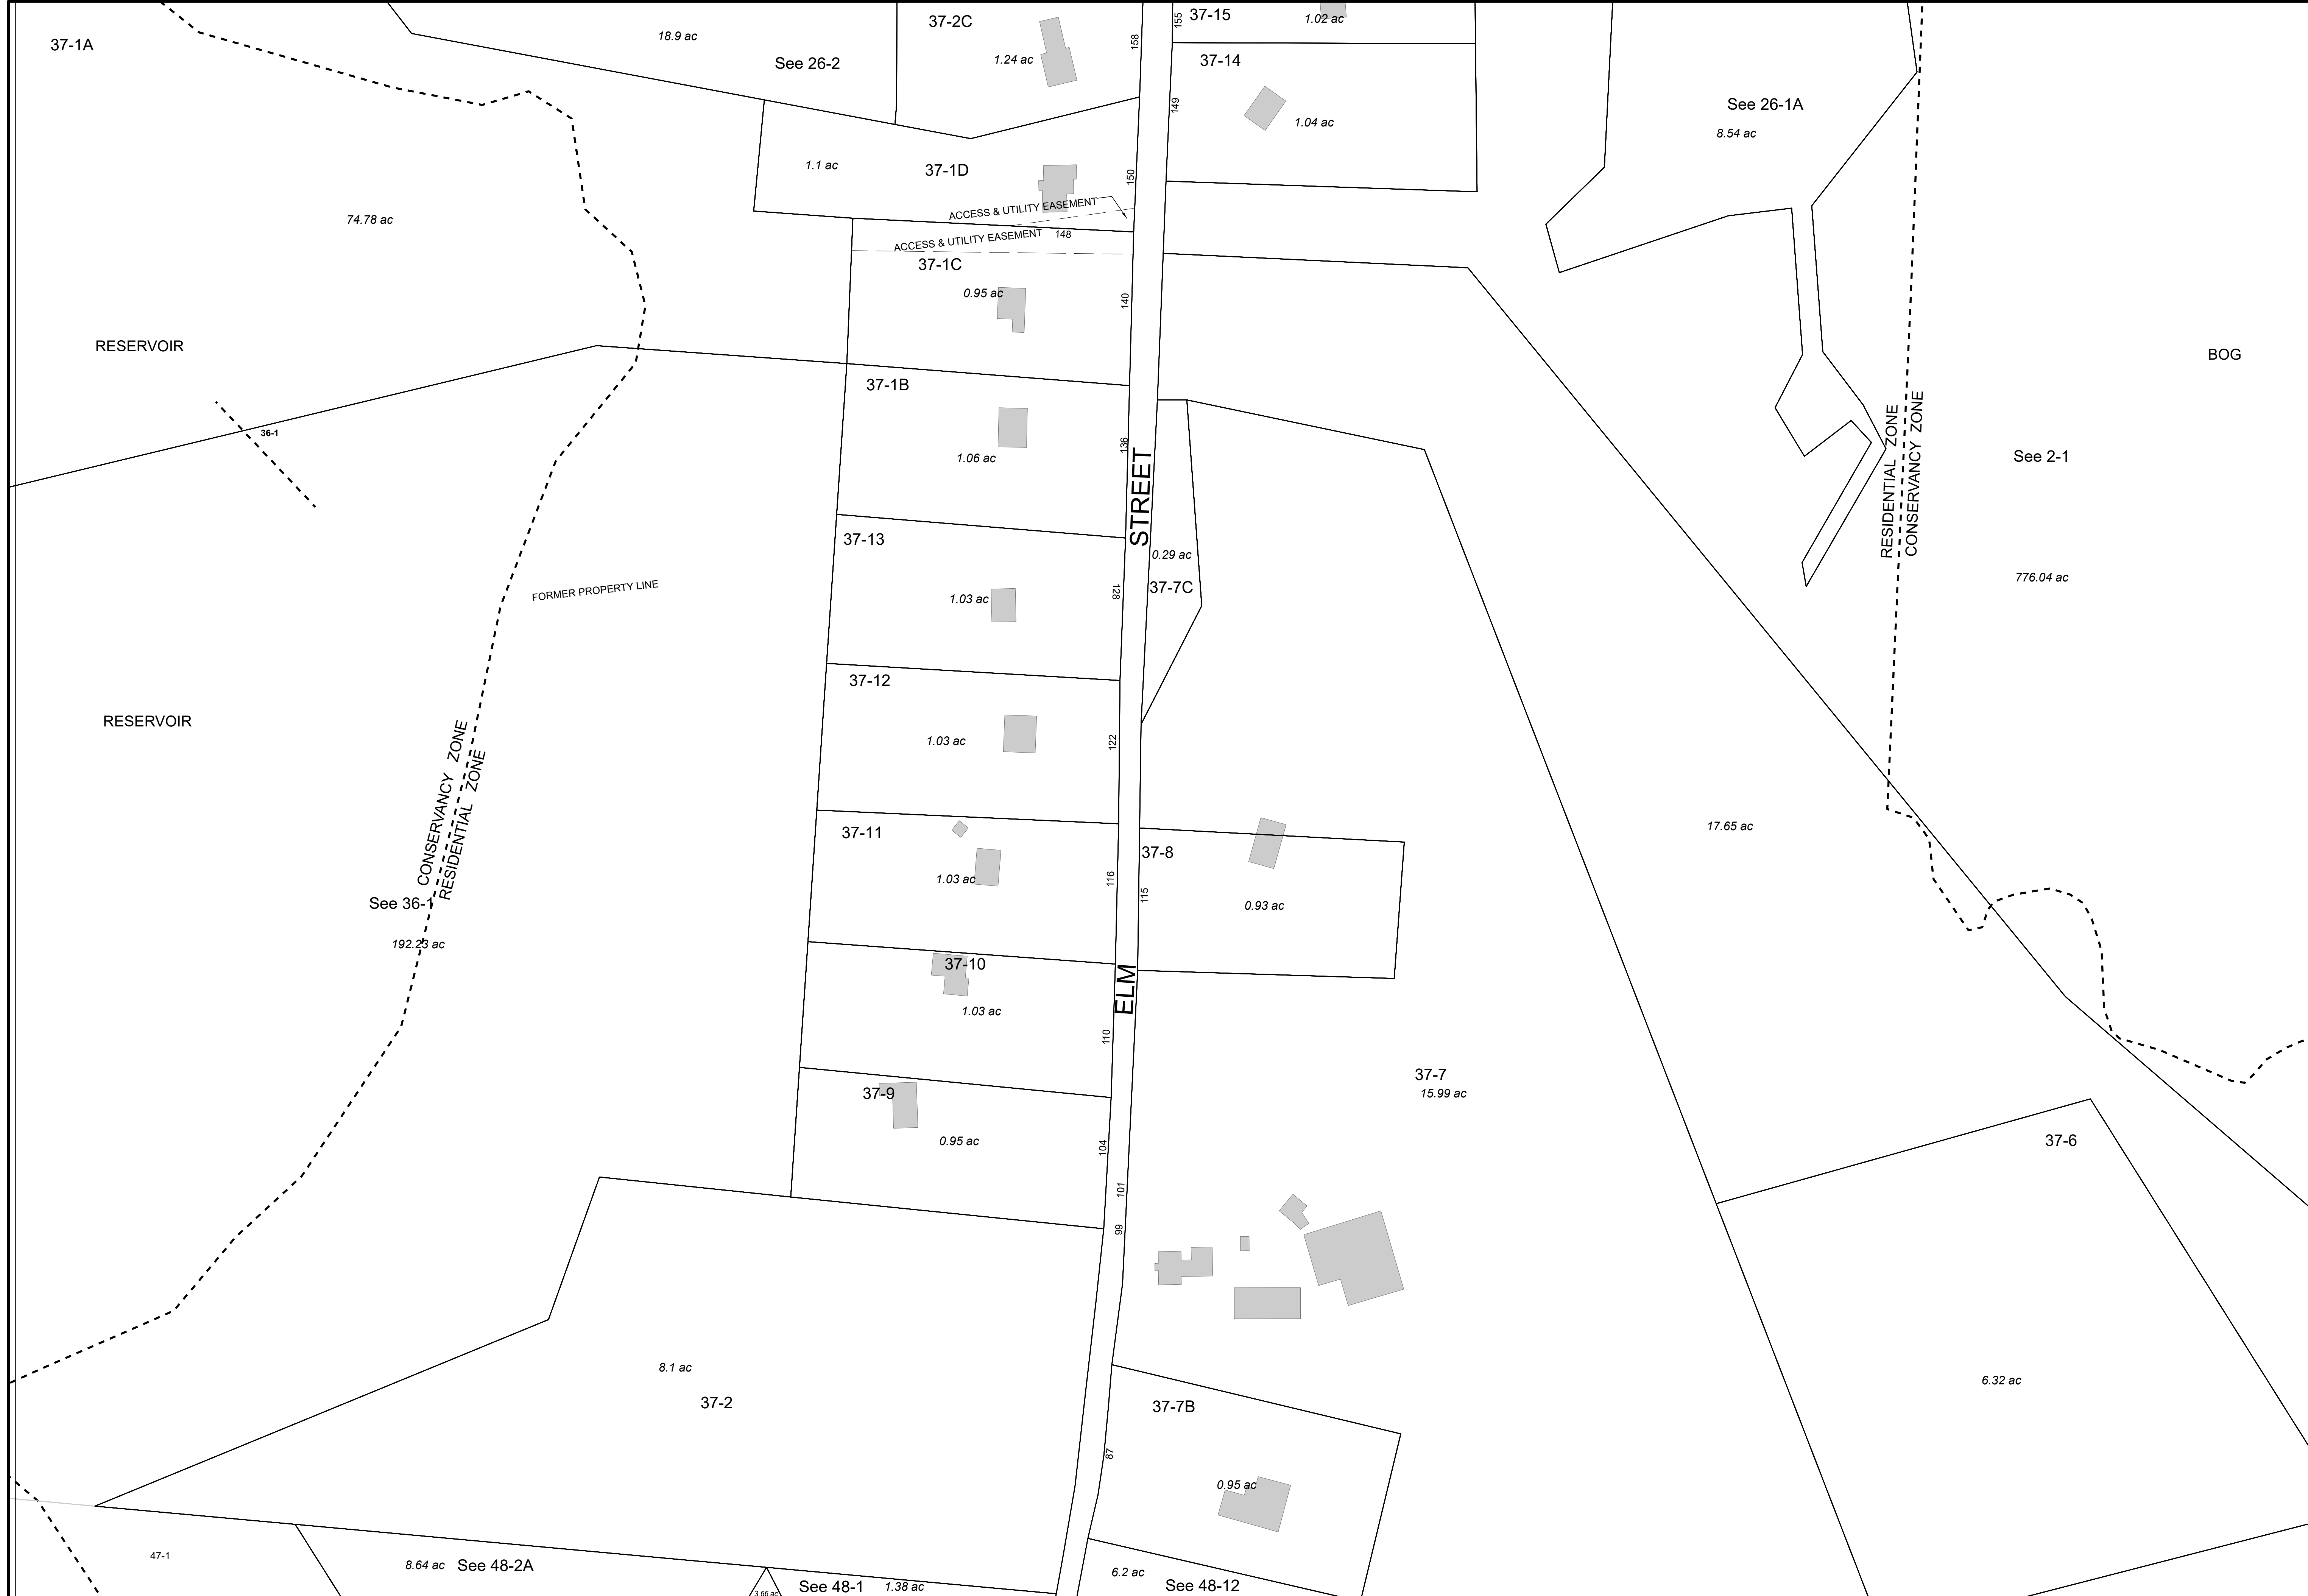 37-1A
18.9 ac
See 26-2
37-2C
1.24 ac
158
155
37-15
1.02 ac
37-14
149
1.04 ac
See 26-1A
8.54 ac
1.1 ac
37-1D
150
74.78 ac
ACCESS & UTILITY EASEMENT
ACCESS & UTILITY EASEMENT
148
37-1C
0.95 ac
140
RESERVOIR
BOG
37-1B
1.06 ac
136
36-1
RESIDENTIAL ZONE
CONSERVANCY ZONE
See 2-1
776.04 ac
STREET
37-13
1.03 ac
128
0.29 ac
37-7C
FORMER PROPERTY LINE
37-12
1.03 ac
122
RESERVOIR
CONSERVANCY ZONE
RESIDENTIAL ZONE
17.65 ac
37-11
1.03 ac
116
37-8
115
0.93 ac
See 36-1
192.23 ac
37-10
1.03 ac
110
ELM
37-7
15.99 ac
37-9
0.95 ac
104
101
99
37-6
6.32 ac
8.1 ac
37-2
37-7B
87
0.95 ac
47-1
8.64 ac See 48-2A
3.66 ac
See 48-1 1.38 ac
6.2 ac
See 48-12